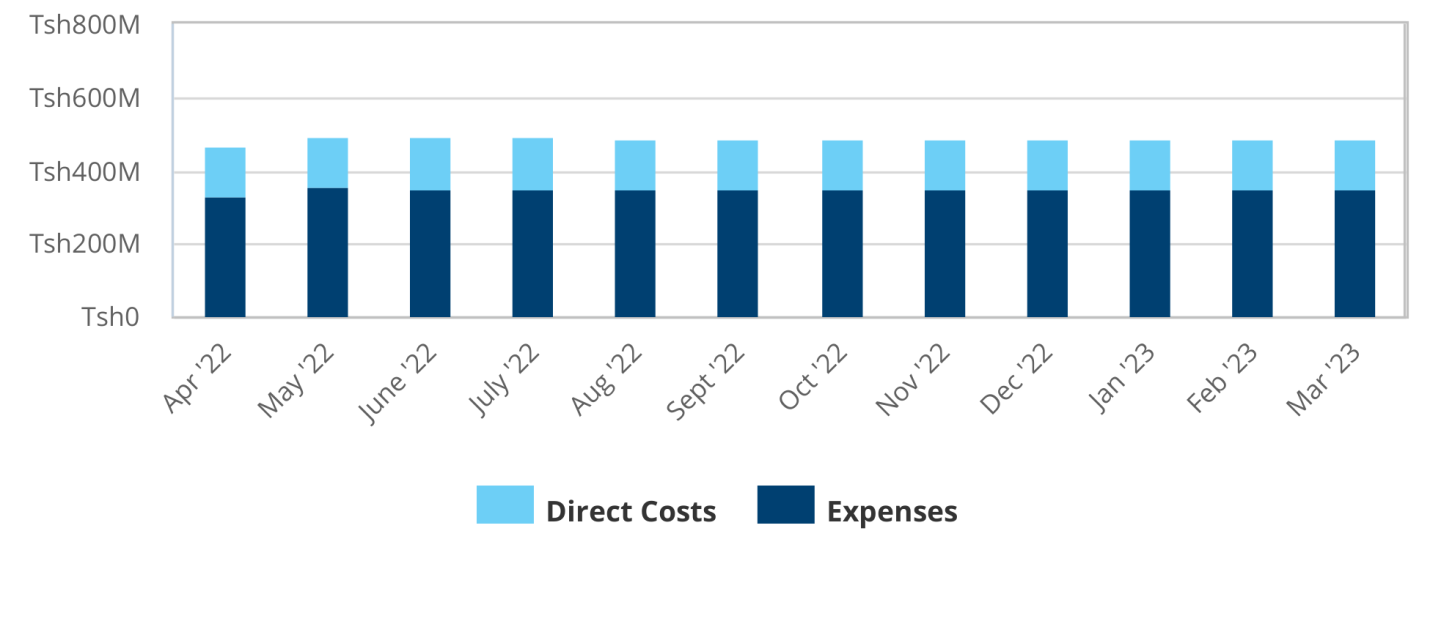 Tsh800M
Tsh600M
Tsh400M
Tsh200M
Tsh0
Apr '22
May '22
June '22
July '22
Aug '22
Sept '22
Oct '22
Nov '22
Dec '22
Jan '23
Feb '23
Mar '23
Direct Costs
Expenses